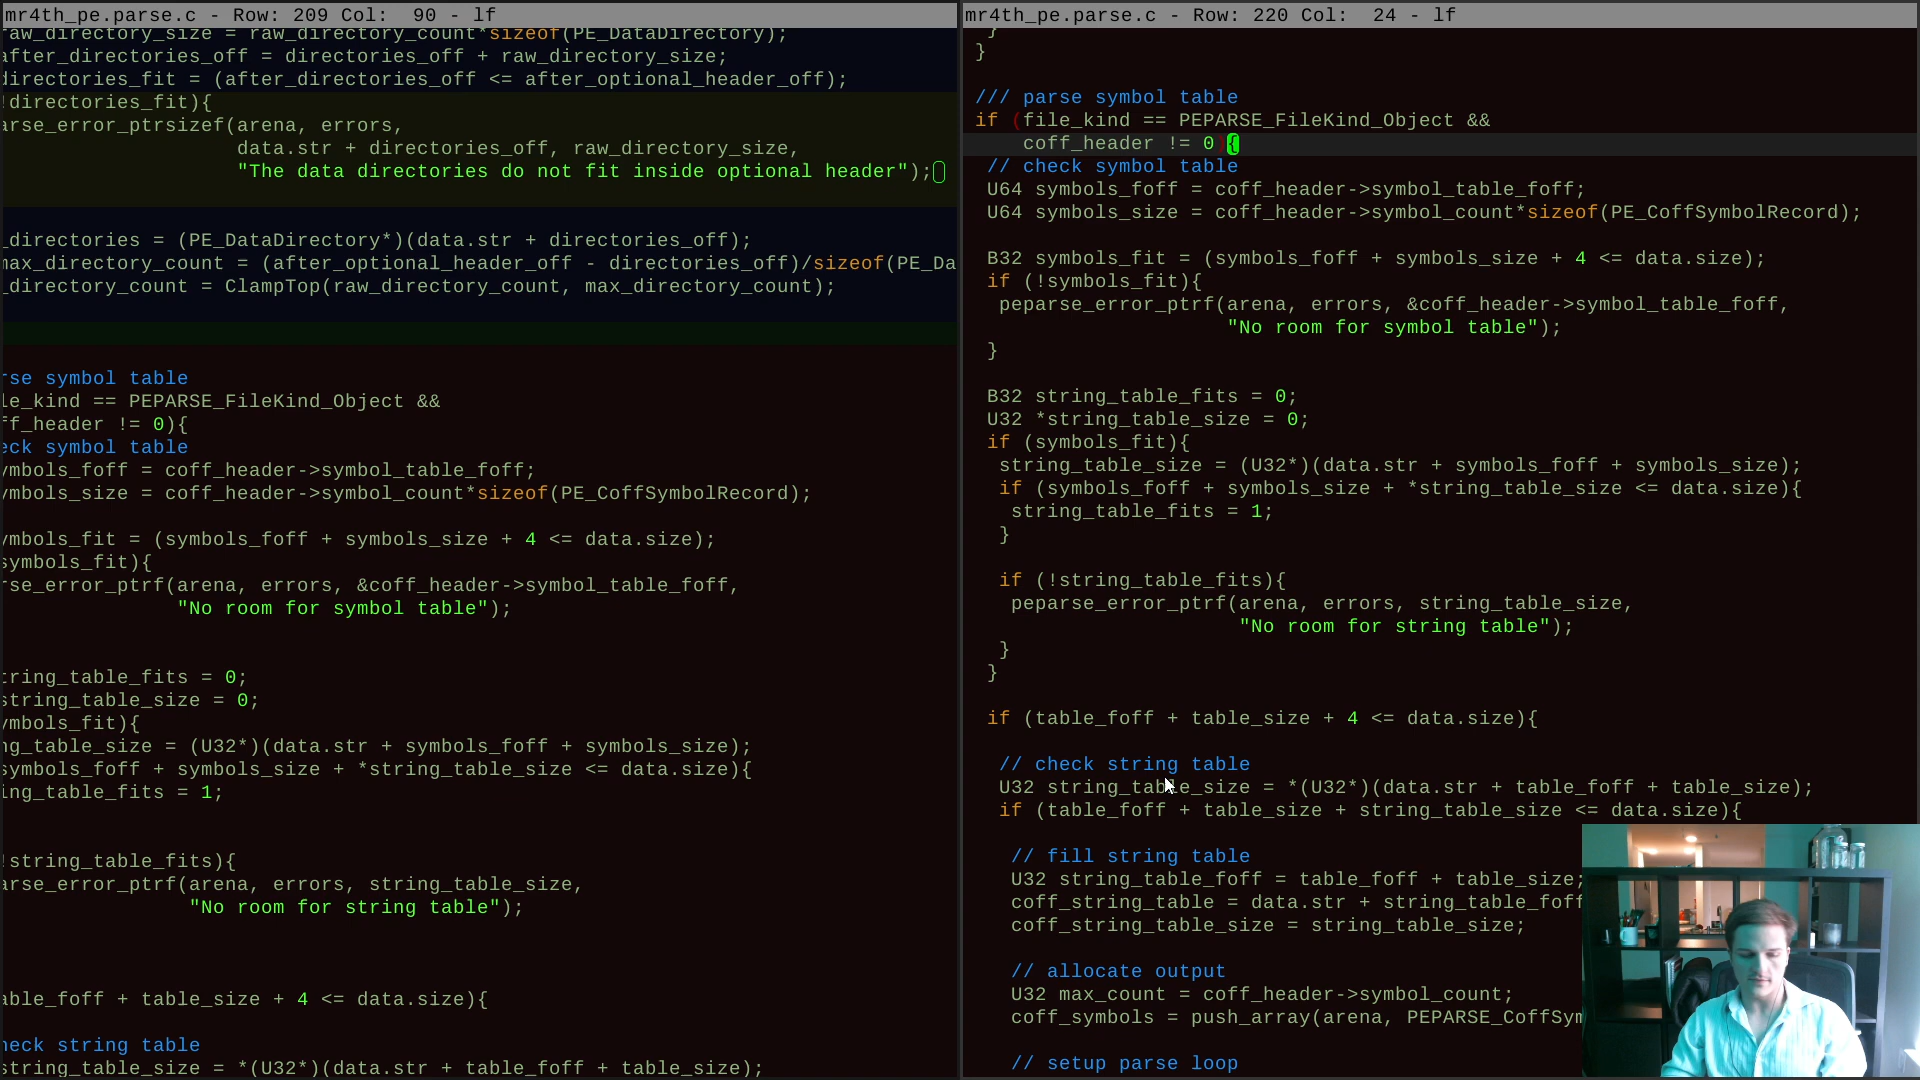 mr4th_pe.parse.c - Row: 209 Col:  90 - lf
raw_directory_size = raw_directory_count*sizeof(PE_DataDirectory);
after_directories_off = directories_off + raw_directory_size;
directories_fit = (after_directories_off <= after_optional_header_off);
!directories_fit){
arse_error_ptrsizef(arena, errors,
data.str + directories_off, raw_directory_size,
"The data directories do not fit inside optional header");
_directories = (PE_DataDirectory*)(data.str + directories_off);
max_directory_count = (after_optional_header_off - directories_off)/sizeof(PE_Da
_directory_count = ClampTop(raw_directory_count, max_directory_count);
rse symbol table
le_kind == PEPARSE_FileKind_Object &&
ff_header != 0){
eck symbol table
ymbols_foff = coff_header->symbol_table_foff;
ymbols_size = coff_header->symbol_count*sizeof(PE_CoffSymbolRecord);
ymbols_fit = (symbols_foff + symbols_size + 4 <= data.size);
symbols_fit){
rse_error_ptrf(arena, errors, &coff_header->symbol_table_foff,
"No room for symbol table");
tring_table_fits = 0;
string_table_size = 0;
ymbols_fit){
ng_table_size = (U32*)(data.str + symbols_foff + symbols_size);
symbols_foff + symbols_size + *string_table_size <= data.size){
ing_table_fits = 1;
!string_table_fits){
arse_error_ptrf(arena, errors, string_table_size,
"No room for string table");
able_foff + table_size + 4 <= data.size){
heck string table
string_table_size = *(U32*)(data.str + table_foff + table_size);
mr4th_pe.parse.c - Row: 220 Col:  24 - lf
}
}
/// parse symbol table
if (file_kind == PEPARSE_FileKind_Object &&
coff_header != 0){
// check symbol table
U64 symbols_foff = coff_header->symbol_table_foff;
U64 symbols_size = coff_header->symbol_count*sizeof(PE_CoffSymbolRecord);
B32 symbols_fit = (symbols_foff + symbols_size + 4 <= data.size);
if (!symbols_fit){
peparse_error_ptrf(arena, errors, &coff_header->symbol_table_foff,
"No room for symbol table");
}
B32 string_table_fits = 0;
U32 *string_table_size = 0;
if (symbols_fit){
string_table_size = (U32*)(data.str + symbols_foff + symbols_size);
if (symbols_foff + symbols_size + *string_table_size <= data.size){
string_table_fits = 1;
}
if (!string_table_fits){
peparse_error_ptrf(arena, errors, string_table_size,
"No room for string table");
}
}
if (table_foff + table_size + 4 <= data.size){
// check string table
U32 string_table_size = *(U32*)(data.str + table_foff + table_size);
if (table_foff + table_size + string_table_size <= data.size){
// fill string table
U32 string_table_foff = table_foff + table_size;
coff_string_table = data.str + string_table_foff
coff_string_table_size = string_table_size;
// allocate output
U32 max_count = coff_header->symbol_count;
coff_symbols = push_array(arena, PEPARSE_CoffSym
// setup parse loop